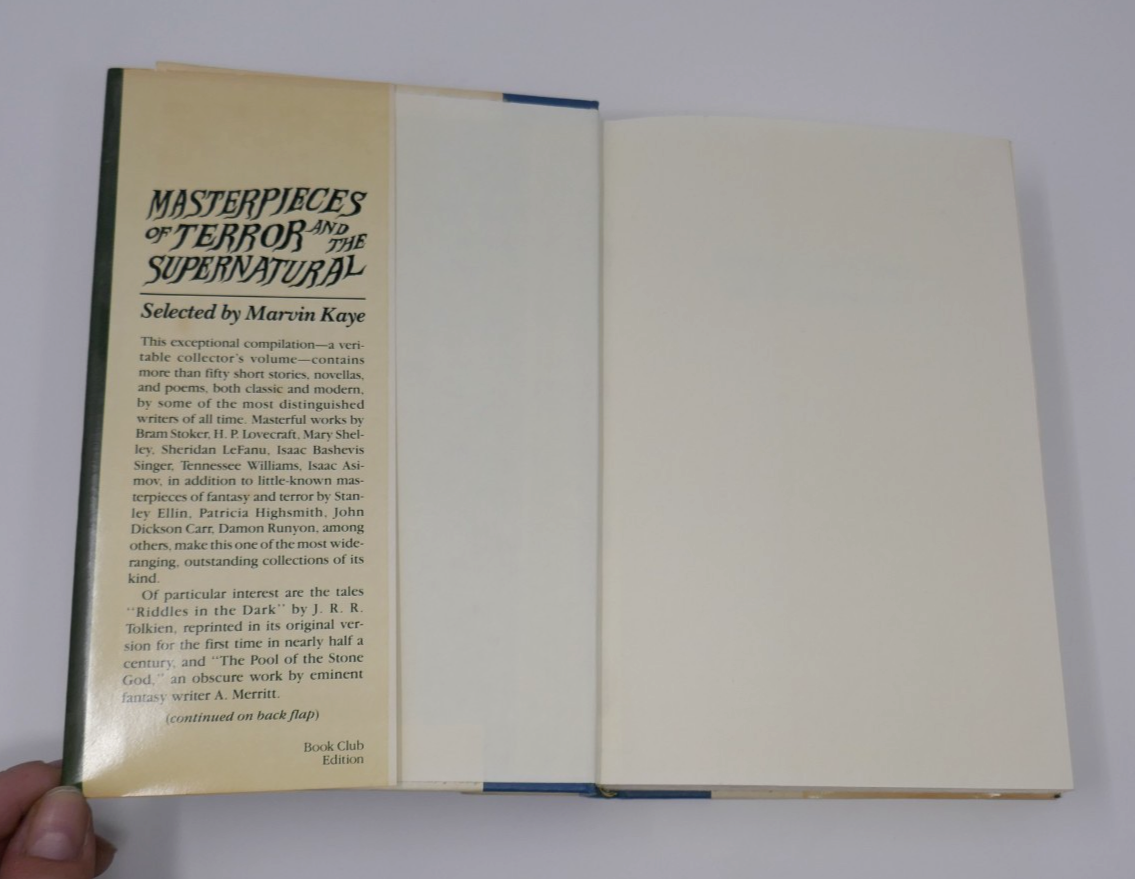 MASTERPIECES
OF TERROR AND THE
SUPERNATURAL
Selected by Marvin Kaye
This exceptional compilation—a veri-
table collector's volume—contains
more than fifty short stories, novellas,
and poems, both classic and modern,
by some of the most distinguished
writers of all time. Masterful works by
Bram Stoker, H. P. Lovecraft, Mary Shel-
ley, Sheridan LeFanu, Isaac Bashevis
Singer, Tennessee Williams, Isaac Asi-
mov, in addition to little-known mas-
terpieces of fantasy and terror by Stan-
ley Ellin, Patricia Highsmith, John
Dickson Carr, Damon Runyon, among
others, make this one of the most wide-
ranging, outstanding collections of its
kind.
Of particular interest are the tales
"Riddles in the Dark" by J. R. R.
Tolkien, reprinted in its original ver-
sion for the first time in nearly half a
century, and "The Pool of the Stone
God," an obscure work by eminent
fantasy writer A. Merritt.
(continued on back flap)
Book Club
Edition